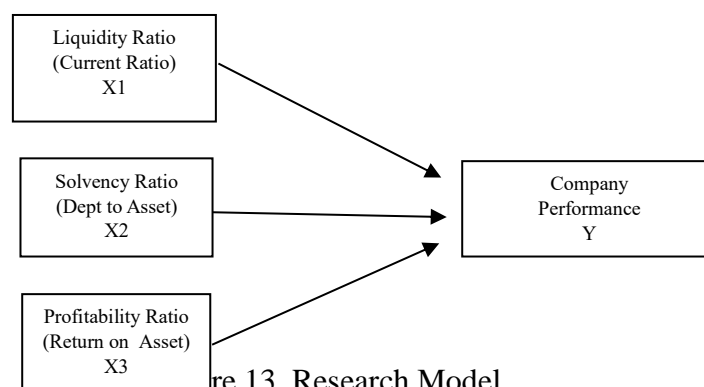 Liquidity Ratio
(Current Ratio)
X1
Solvency Ratio
(Dept to Asset)
X2
Company
Performance
Y
Profitability Ratio
(Return on Asset)
X3
re 13. Research Model